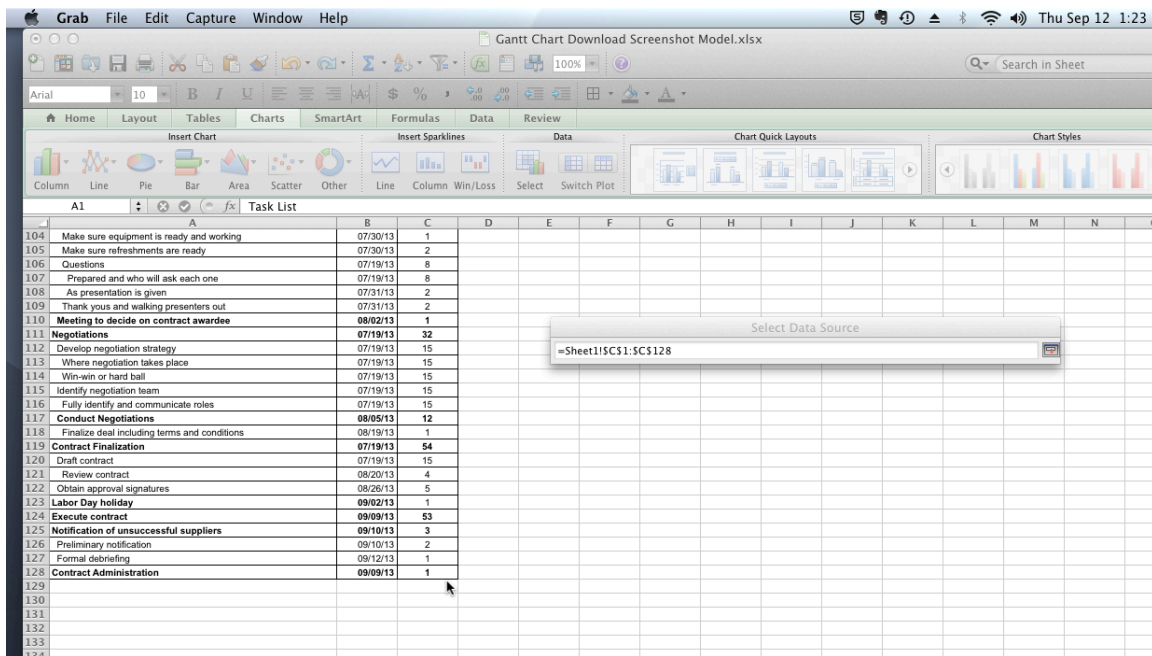 Grab File Edit Capture Window Help Thu Sep 12 1:23
Gantt Chart Download Screenshot Model.xlsx
100% Search in Sheet
Arial 10 B I U $ %
Home Layout Tables Charts SmartArt Formulas Data Review
Insert Chart Insert Sparklines Data Chart Quick Layouts Chart Styles
Column Line Pie Bar Area Scatter Other Line Column Win/Loss Select Switch Plot
A1 fx Task List
A B C D E F G H I J K L M N
104 Make sure equipment is ready and working 07/30/13 1
105 Make sure refreshments are ready 07/30/13 2
106 Questions 07/19/13 8
107 Prepared and who will ask each one 07/19/13 8
108 As presentation is given 07/31/13 2
109 Thank yous and walking presenters out 07/31/13 2
110 Meeting to decide on contract awardee 08/02/13 1
111 Negotiations 07/19/13 32
Select Data Source
112 Develop negotiation strategy 07/19/13 15
=Sheet1!$C$1:$C$128
113 Where negotiation takes place 07/19/13 15
114 Win-win or hard ball 07/19/13 15
115 Identify negotiation team 07/19/13 15
116 Fully identify and communicate roles 07/19/13 15
117 Conduct Negotiations 08/05/13 12
118 Finalize deal including terms and conditions 08/19/13 1
119 Contract Finalization 07/19/13 54
120 Draft contract 07/19/13 15
121 Review contract 08/20/13 4
122 Obtain approval signatures 08/26/13 5
123 Labor Day holiday 09/02/13 1
124 Execute contract 09/09/13 53
125 Notification of unsuccessful suppliers 09/10/13 3
126 Preliminary notification 09/10/13 2
127 Formal debriefing 09/12/13 1
128 Contract Administration 09/09/13 1
129
130
131
132
133
134